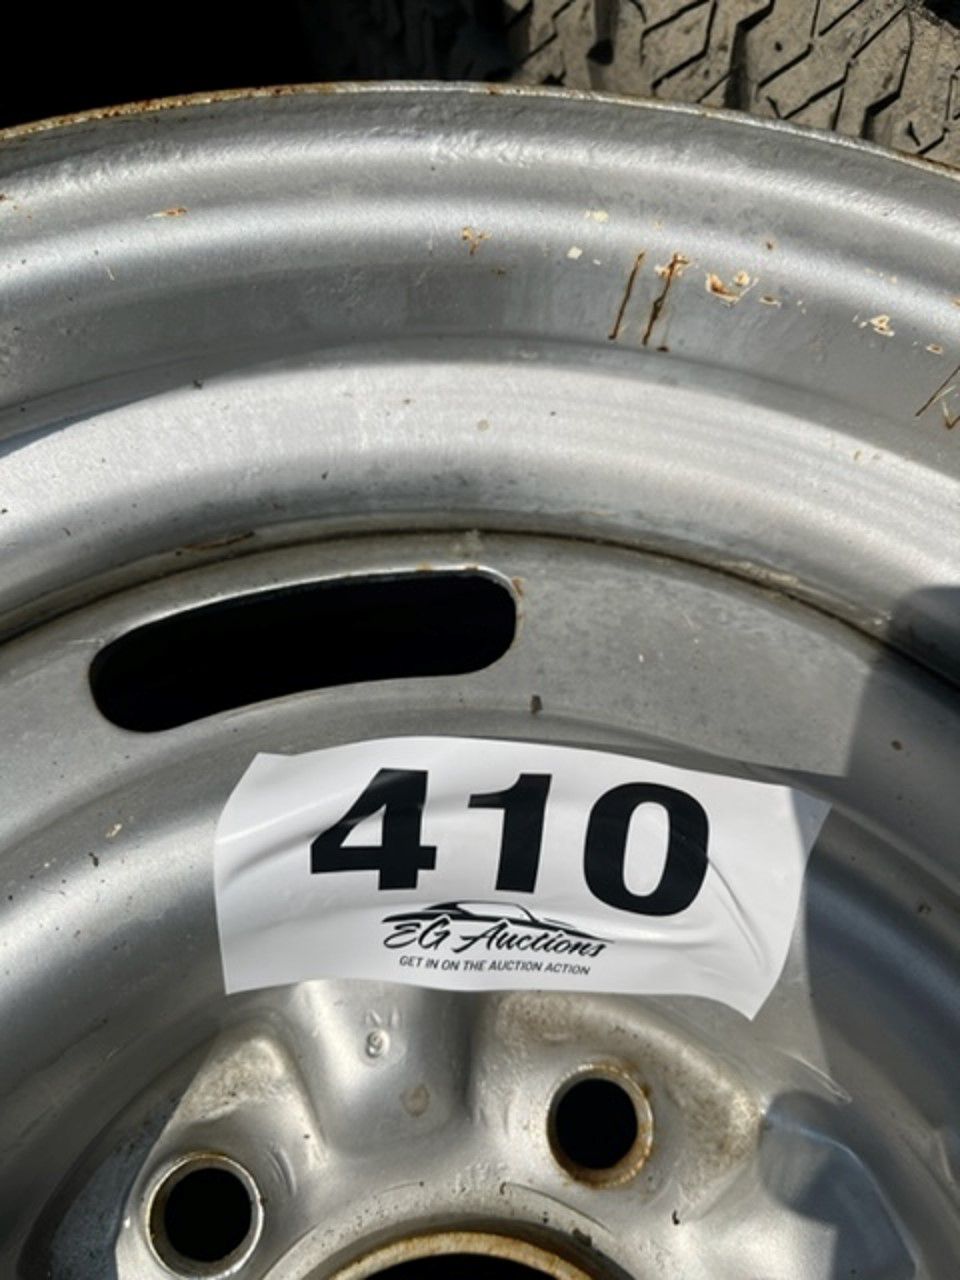 410
EG Auctions
GET IN ON THE AUCTION ACTION